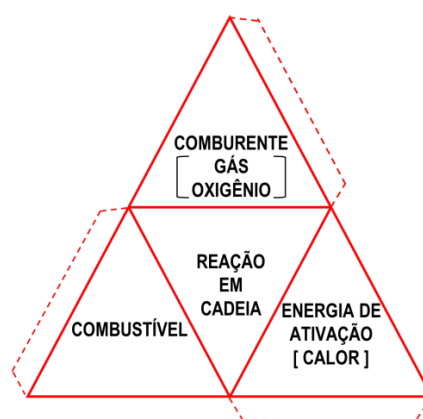 COMBURENTE
[ GÁS
OXIGÊNIO ]
REAÇÃO
EM
CADEIA
COMBUSTÍVEL
ENERGIA DE
ATIVAÇÃO
[ CALOR ]